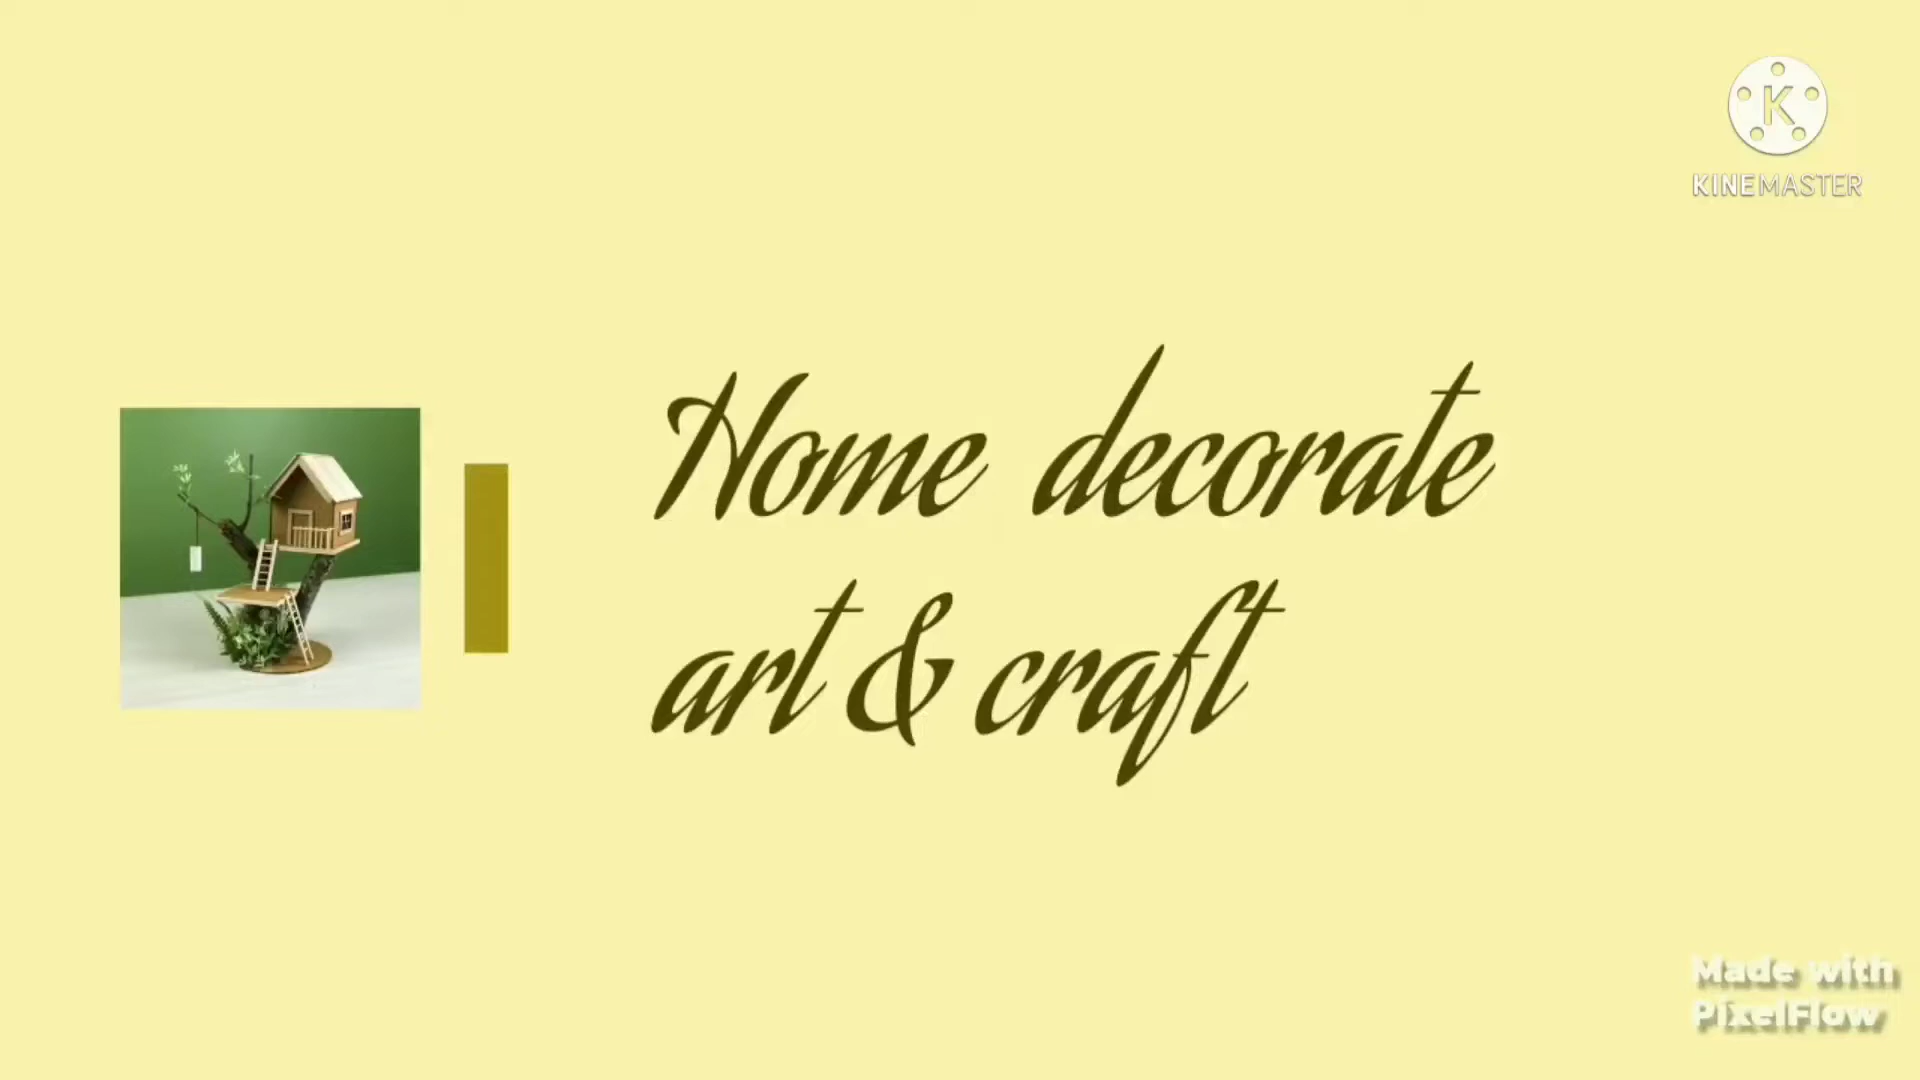 K
KINEMASTER
Home decorate
art & craft
Made with
PixelFlow